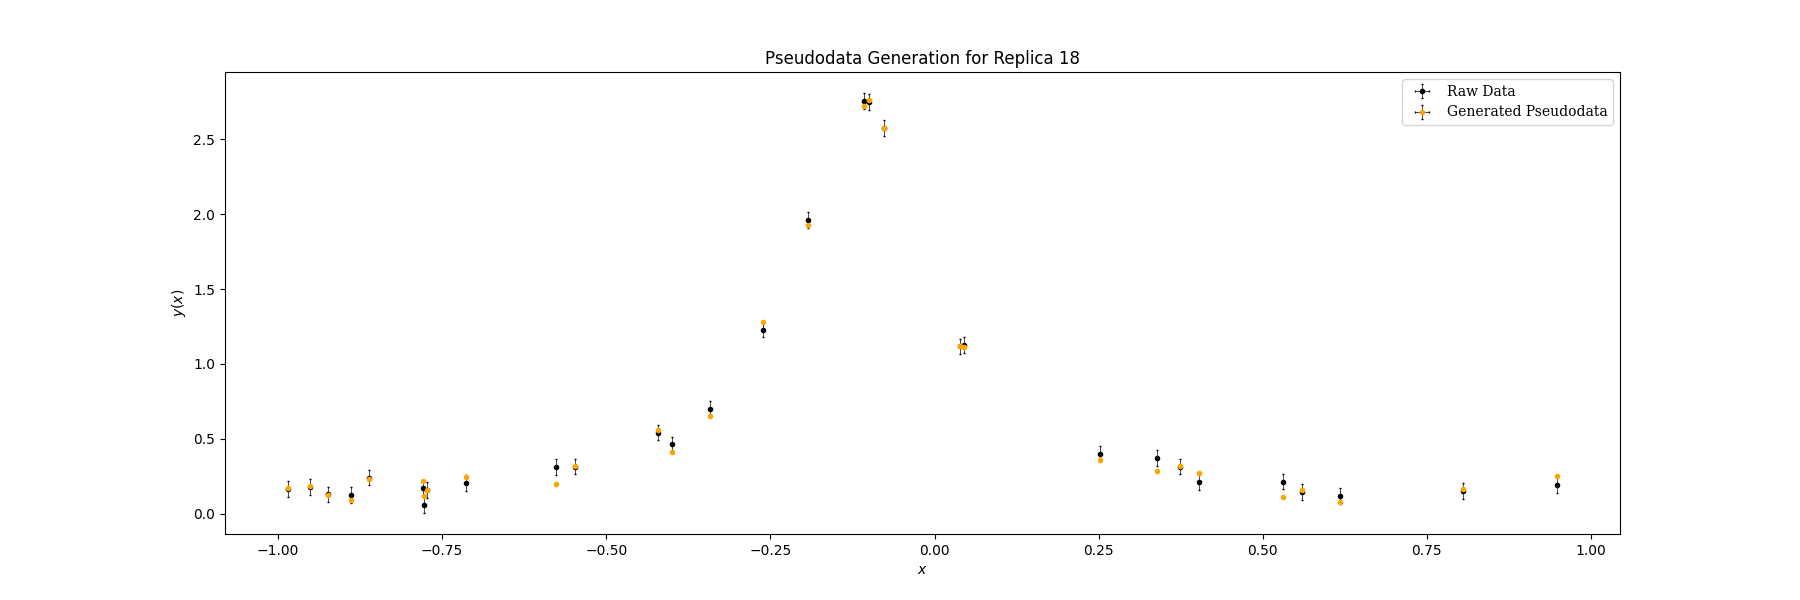 Pseudodata Generation for Replica 18
Raw Data
Generated Pseudodata
y(x)
2.5
2.0
1.5
1.0
0.5
0.0
−1.00 −0.75 −0.50 −0.25 0.00 0.25 0.50 0.75 1.00
x